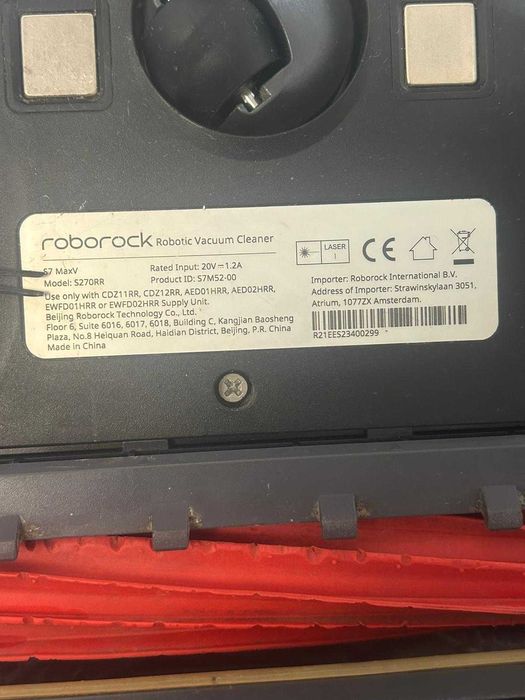 roborock Robotic Vacuum Cleaner
S7 MaxV
Rated Input: 20V⎓1.2A
Model: S270RR
Product ID: S7M52-00
Use only with CDZ11RR, CDZ12RR, AED01HRR, AED02HRR,
EWFD01HRR or EWFD02HRR Supply Unit.
Beijing Roborock Technology Co., Ltd.
Floor 6, Suite 6016, 6017, 6018, Building C, Kangjian Baosheng
Plaza, No.8 Heiquan Road, Haidian District, Beijing, P.R. China
Made in China
LASER
1
CE
Importer: Roborock International B.V.
Address of Importer: Strawinskylaan 3051,
Atrium, 1077ZX Amsterdam.
R21EES23400299